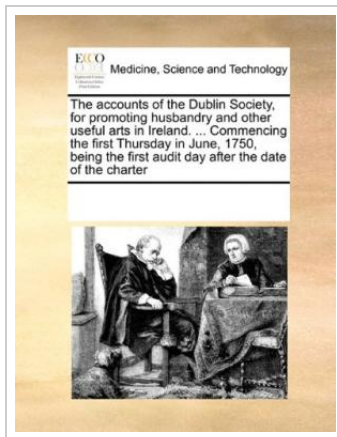 ECCO
Medicine, Science and Technology
The accounts of the Dublin Society,
for promoting husbandry and other
useful arts in Ireland. ... Commencing
the first Thursday in June, 1750,
being the first audit day after the date
of the charter